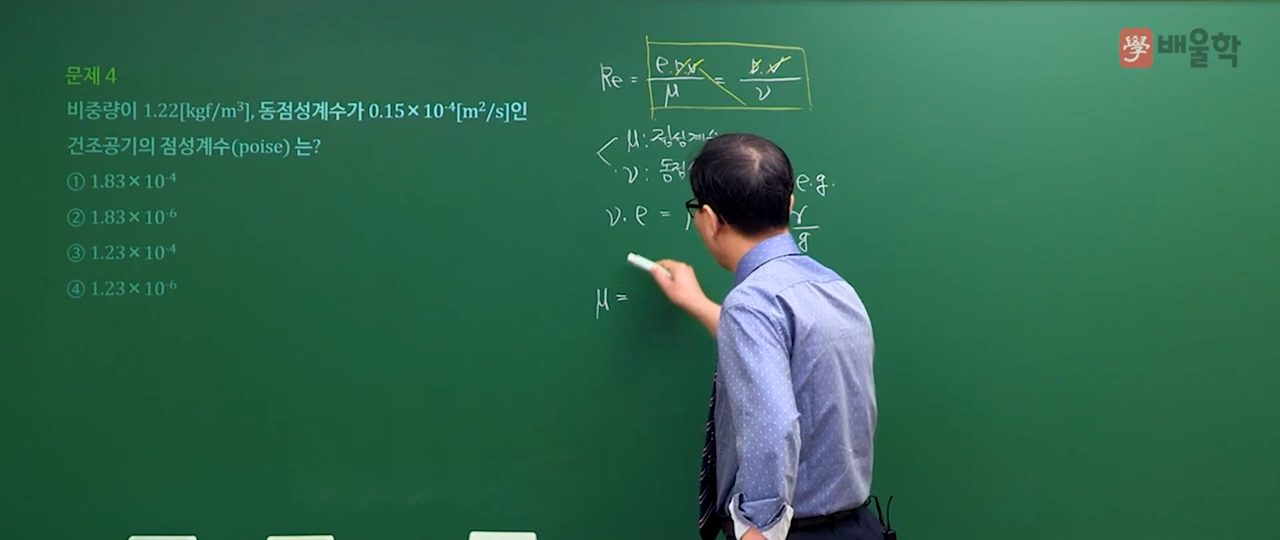 學 배울학
문제 4
비중량이 1.22[kgf/m³], 동점성계수가 0.15×10⁻⁴[m²/s]인
건조공기의 점성계수(poise) 는?
① 1.83×10⁻⁴
② 1.83×10⁻⁶
③ 1.23×10⁻⁴
④ 1.23×10⁻⁶
Re = ρ·D·v/μ = D·v/ν
μ: 점성계수
ν: 동점
ρ.g.
ν·ρ =
γ/g
μ =